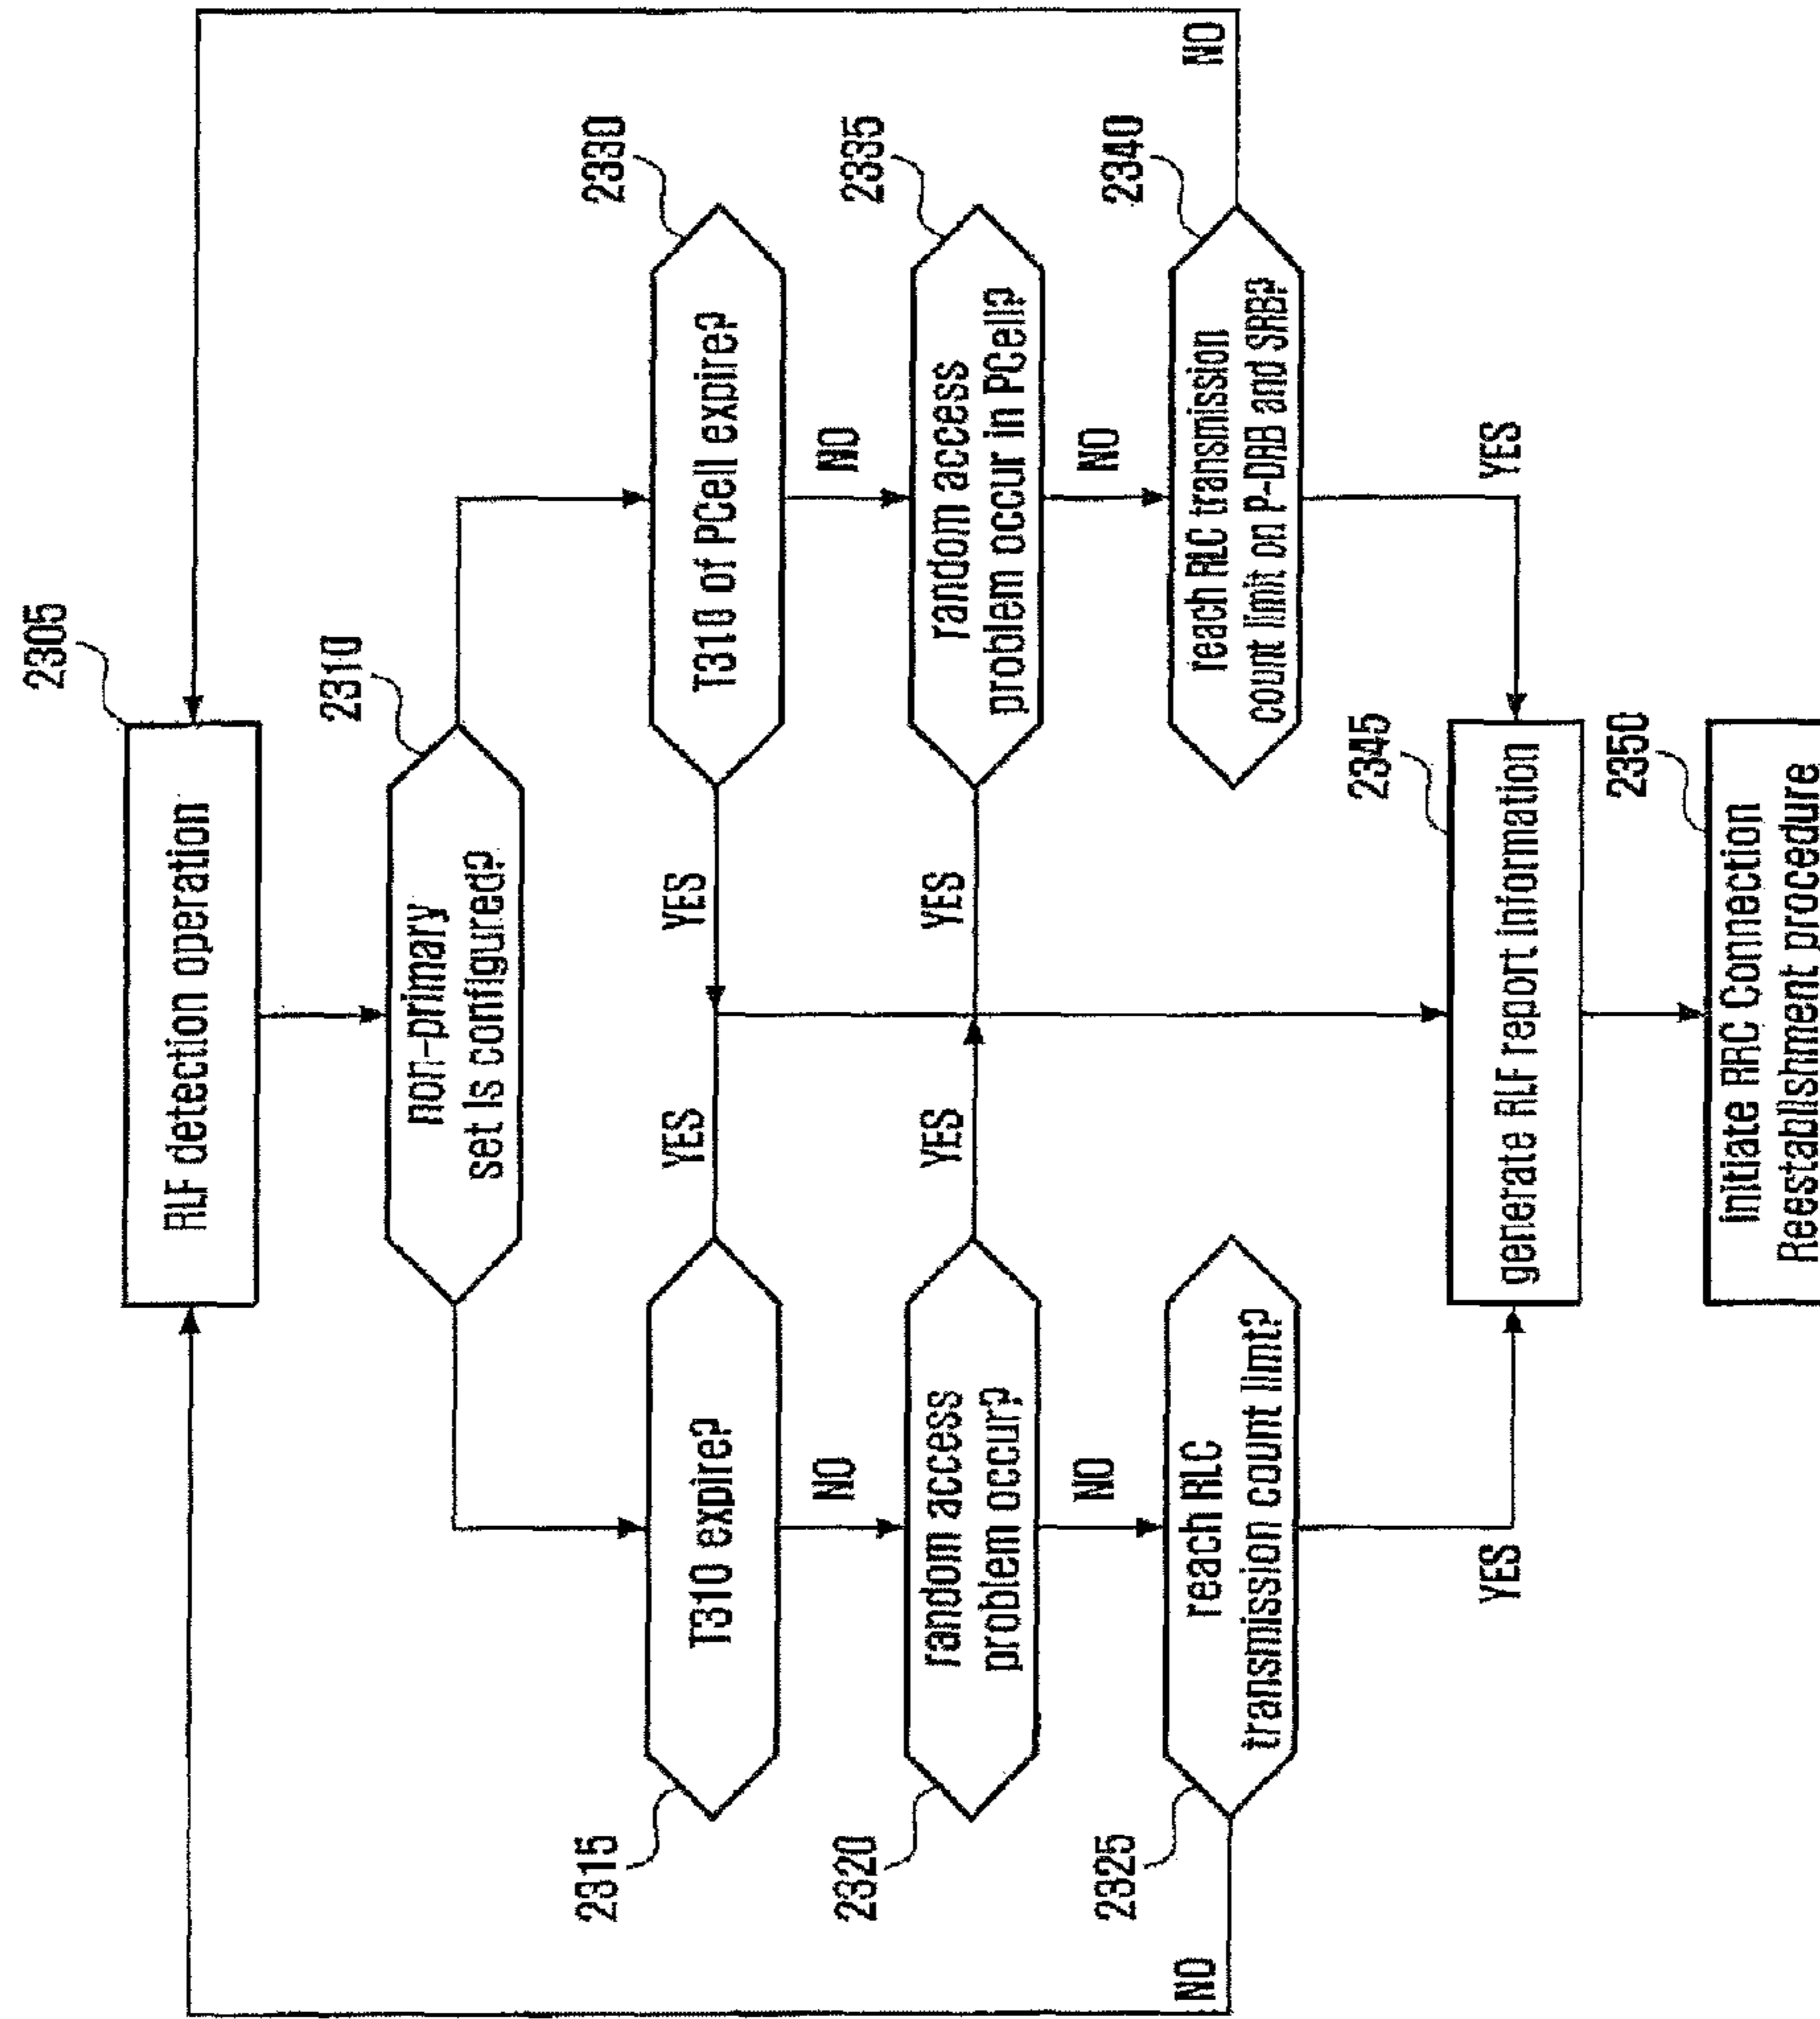 2305
RLF detection operation
2310
non-primary
set is configured?
2315
T310 expire?
YES
YES
2330
T310 of PCell expire?
NO
NO
2320
random access
problem occur?
YES
YES
2335
random access
problem occur in PCell?
NO
NO
2325
reach RLC
transmission count limit?
2340
reach RLC transmission
count limit on P-DRB and SRB?
NO
NO
YES
YES
2345
generate RLF report information
2350
initiate RRC Connection
Reestablishment procedure